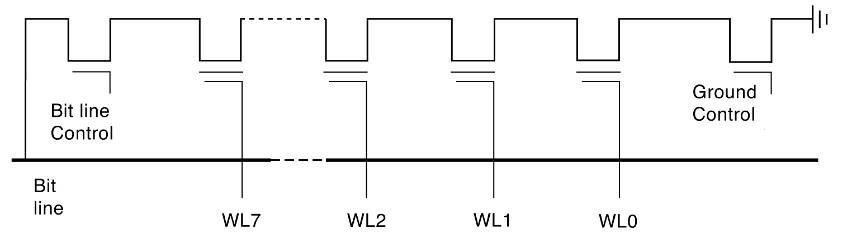 Bit line
Control
Ground
Control
Bit
line
WL7
WL2
WL1
WL0